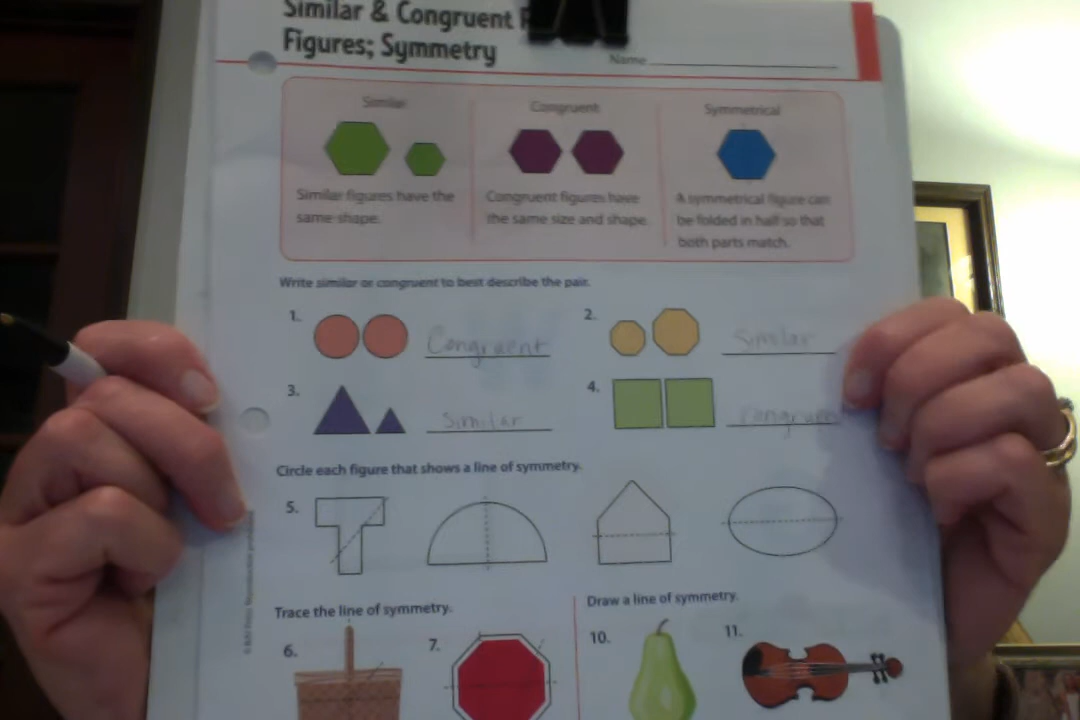 Similar & Congruent
Figures; Symmetry
Name
Similar
Congruent
Symmetrical
Similar figures have the
same shape.
Congruent figures have
the same size and shape.
A symmetrical figure can
be folded in half so that
both parts match.
Write similar or congruent to best describe the pair.
1. Congruent
2. Similar
3. Similar
4. Congruent
Circle each figure that shows a line of symmetry.
5.
Trace the line of symmetry.
6.
7.
Draw a line of symmetry.
10.
11.